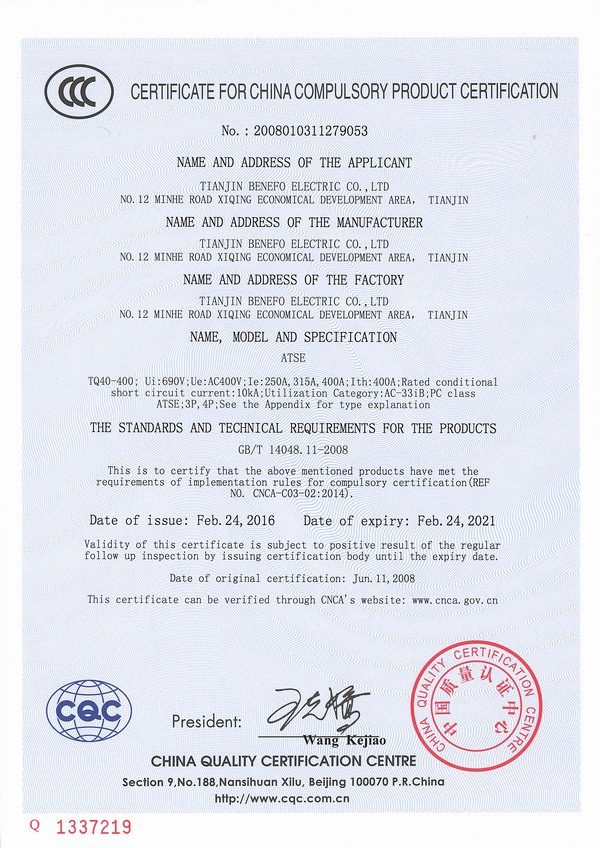 CCC
CERTIFICATE FOR CHINA COMPULSORY PRODUCT CERTIFICATION
No.: 2008010311279053
NAME AND ADDRESS OF THE APPLICANT
TIANJIN BENEFO ELECTRIC CO.,LTD
NO.12 MINHE ROAD XIQING ECONOMICAL DEVELOPMENT AREA, TIANJIN
NAME AND ADDRESS OF THE MANUFACTURER
TIANJIN BENEFO ELECTRIC CO.,LTD
NO.12 MINHE ROAD XIQING ECONOMICAL DEVELOPMENT AREA, TIANJIN
NAME AND ADDRESS OF THE FACTORY
TIANJIN BENEFO ELECTRIC CO.,LTD
NO.12 MINHE ROAD XIQING ECONOMICAL DEVELOPMENT AREA, TIANJIN
NAME, MODEL AND SPECIFICATION
ATSE
TQ40-400; Ui:690V;Ue:AC400V;Ie:250A,315A,400A;Ith:400A;Rated conditional
short circuit current:10kA;Utilization Category:AC-33iB;PC class
ATSE;3P,4P;See the Appendix for type explanation
THE STANDARDS AND TECHNICAL REQUIREMENTS FOR THE PRODUCTS
GB/T 14048.11-2008
This is to certify that the above mentioned products have met the
requirements of implementation rules for compulsory certification(REF
NO. CNCA-C03-02:2014).
Date of issue: Feb.24,2016 Date of expiry: Feb.24,2021
Validity of this certificate is subject to positive result of the regular
follow up inspection by issuing certification body until the expiry date.
Date of original certification: Jun.11,2008
This certificate can be verified through CNCA's website: www.cnca.gov.cn
CQC
President:
王克娇
Wang Kejiao
CHINA QUALITY CERTIFICATION CENTRE
中国质量认证中心
CHINA QUALITY CERTIFICATION CENTRE
Section 9,No.188,Nansihuan Xilu, Beijing 100070 P.R.China
http://www.cqc.com.cn
Q 1337219